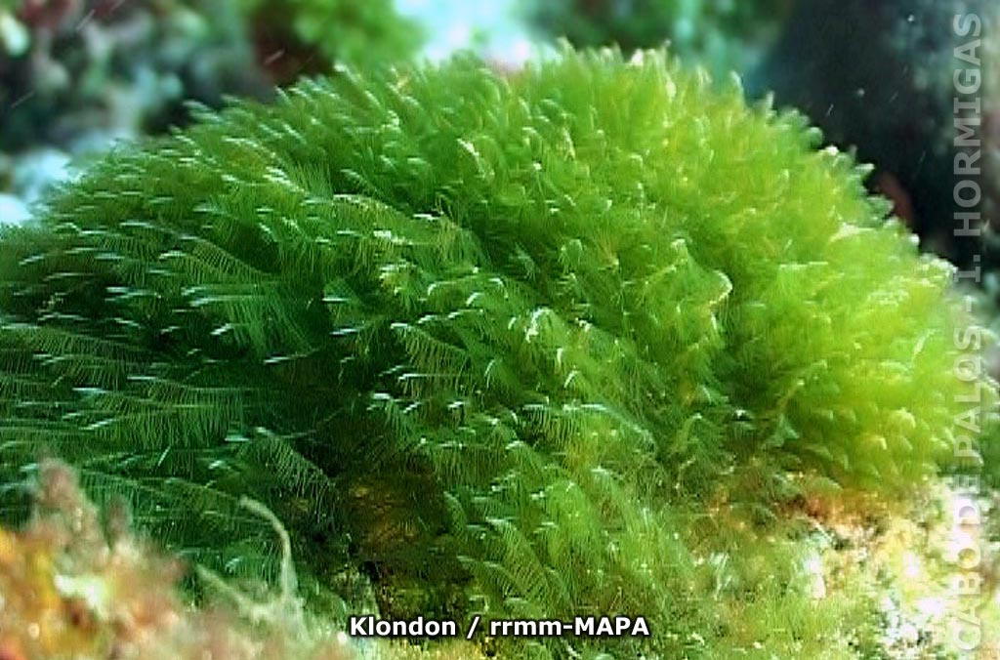 CABO DE PALOS - I. HORMIGAS
Klondon / rrmm-MAPA